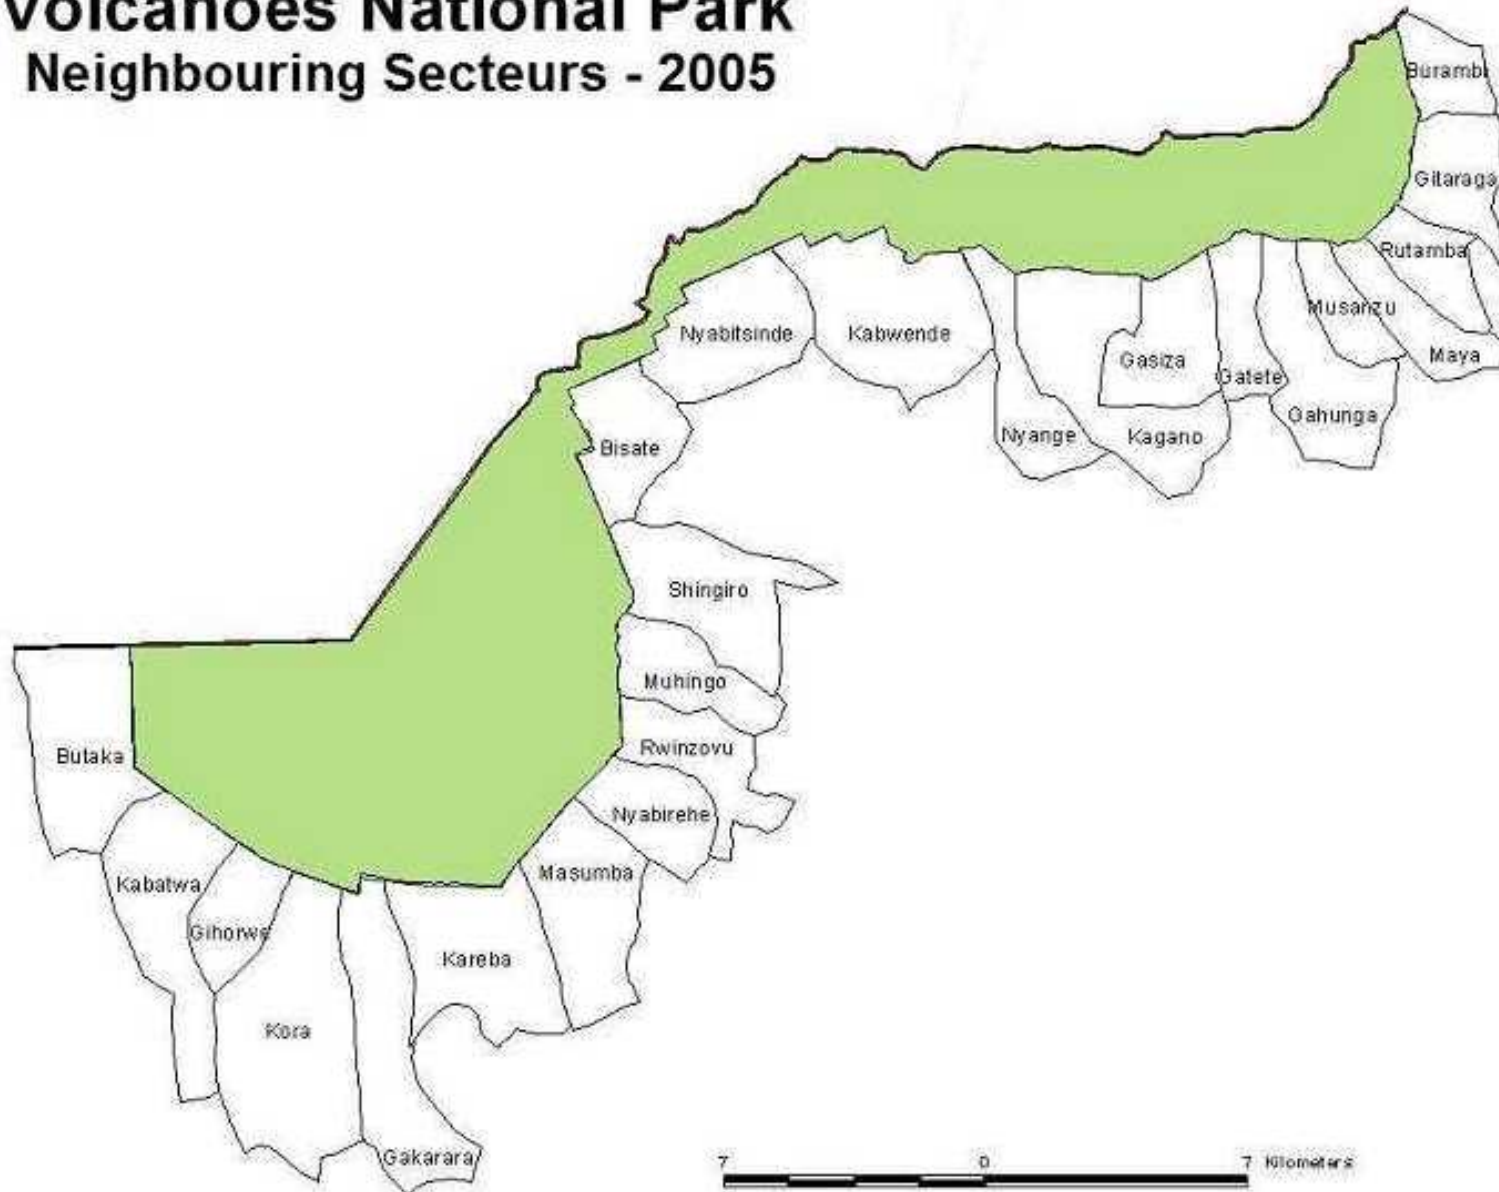 Volcanoes National Park
Neighbouring Secteurs - 2005
Burambi
Gitaraga
Rutamba
Musanzu
Maya
Nyabitsinde
Kabwende
Gasiza
Gatete
Gahunga
Nyange
Kagano
Bisate
Shingiro
Muhingo
Rwinzovu
Butaka
Nyabirehe
Masumba
Kabatwa
Gihorwe
Kareba
Kora
Gakarara
7 0 7 Kilometers